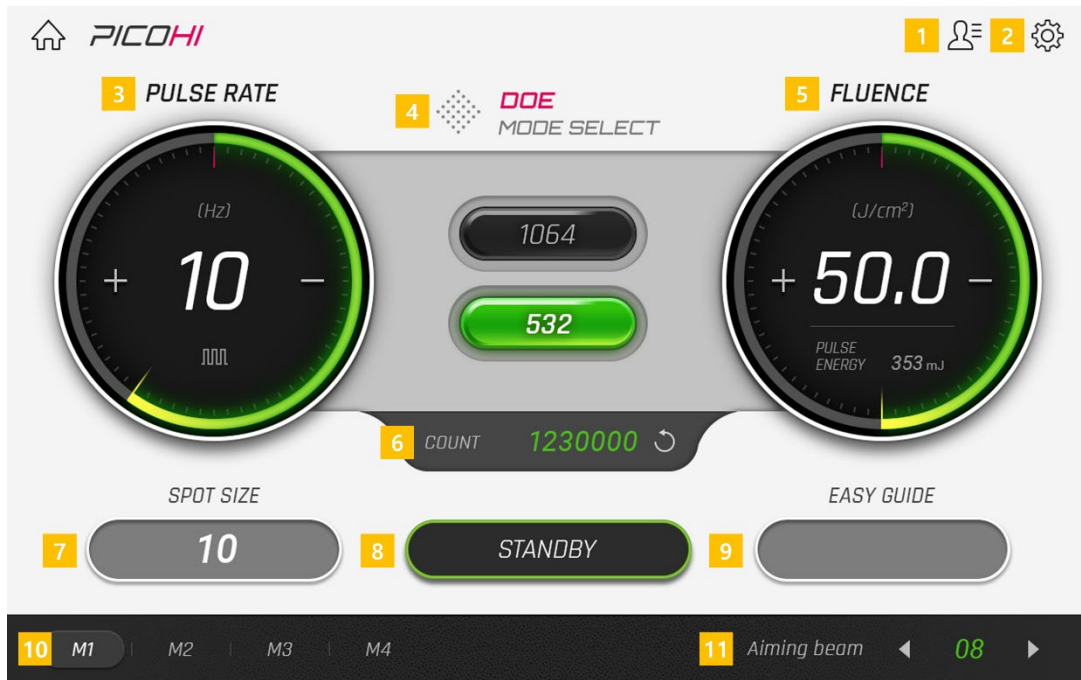 PICOHI
1
2
3 PULSE RATE
4 DOE
MODE SELECT
5 FLUENCE
(Hz)
+ 10 −
(J/cm²)
+ 50.0 −
PULSE
ENERGY 353 mJ
1064
532
6 COUNT 1230000
SPOT SIZE
7 10
8 STANDBY
EASY GUIDE
9
10 M1 M2 M3 M4
11 Aiming beam 08